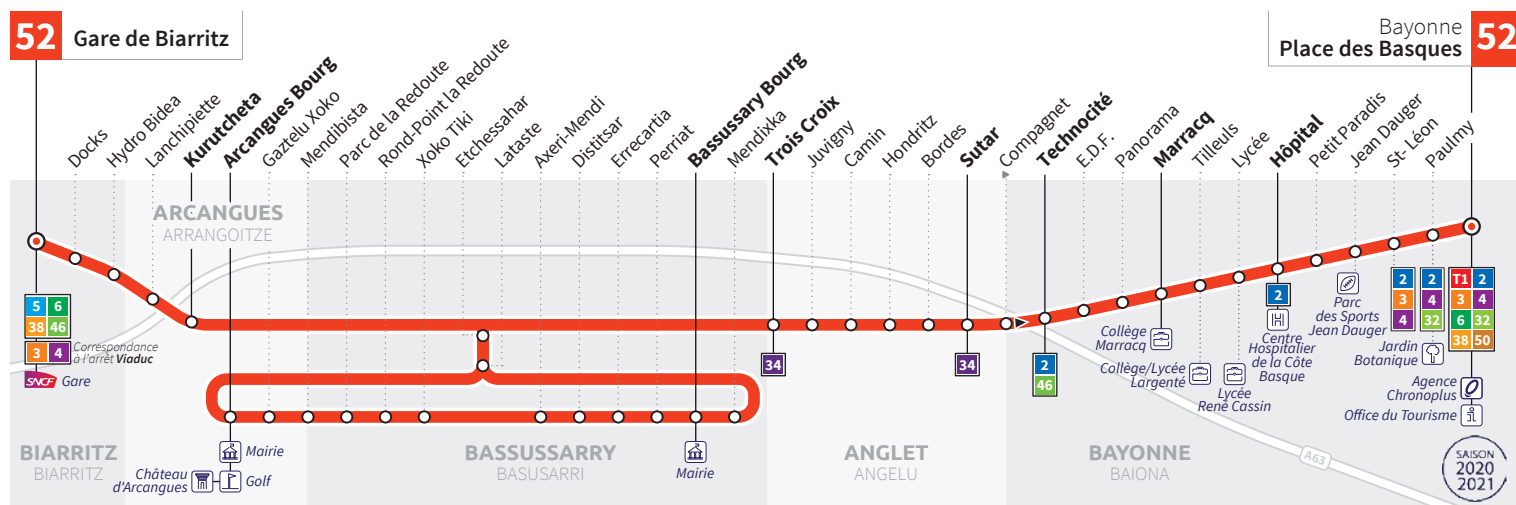 52 Gare de Biarritz
Bayonne
Place des Basques 52
Docks
Hydro Bidea
Lanchipiette
Kurutcheta
Arcangues Bourg
Gaztelu Xoko
Mendibista
Parc de la Redoute
Rond-Point la Redoute
Xoko Tiki
Etchessahar
Lataste
Axeri-Mendi
Distitsar
Errecartia
Perriat
Bassussary Bourg
Mendixka
Trois Croix
Juvigny
Camin
Hondritz
Bordes
Sutar
Compagnet
Technocité
E.D.F.
Panorama
Marracq
Tilleuls
Lycée
Hôpital
Petit Paradis
Jean Dauger
St- Léon
Paulmy
ARCANGUES
ARRANGOITZE
5 6
38 46
3 4
Correspondance
à l'arrêt Viaduc
SNCF Gare
34
34
2
46
Collège
Marracq
Collège/Lycée
Largenté
Lycée
René Cassin
2
Centre
Hospitalier
de la Côte
Basque
Parc
des Sports
Jean Dauger
2
3
4
2
4
32
Jardin
Botanique
T1 2
3 4
6 32
38 50
Agence
Chronoplus
Office du Tourisme
BIARRITZ
BIARRITZ
Mairie
Château
d'Arcangues
Golf
BASSUSSARRY
BASUSARRI
Mairie
ANGLET
ANGELU
BAYONNE
BAIONA
A63
SAISON
2020
2021